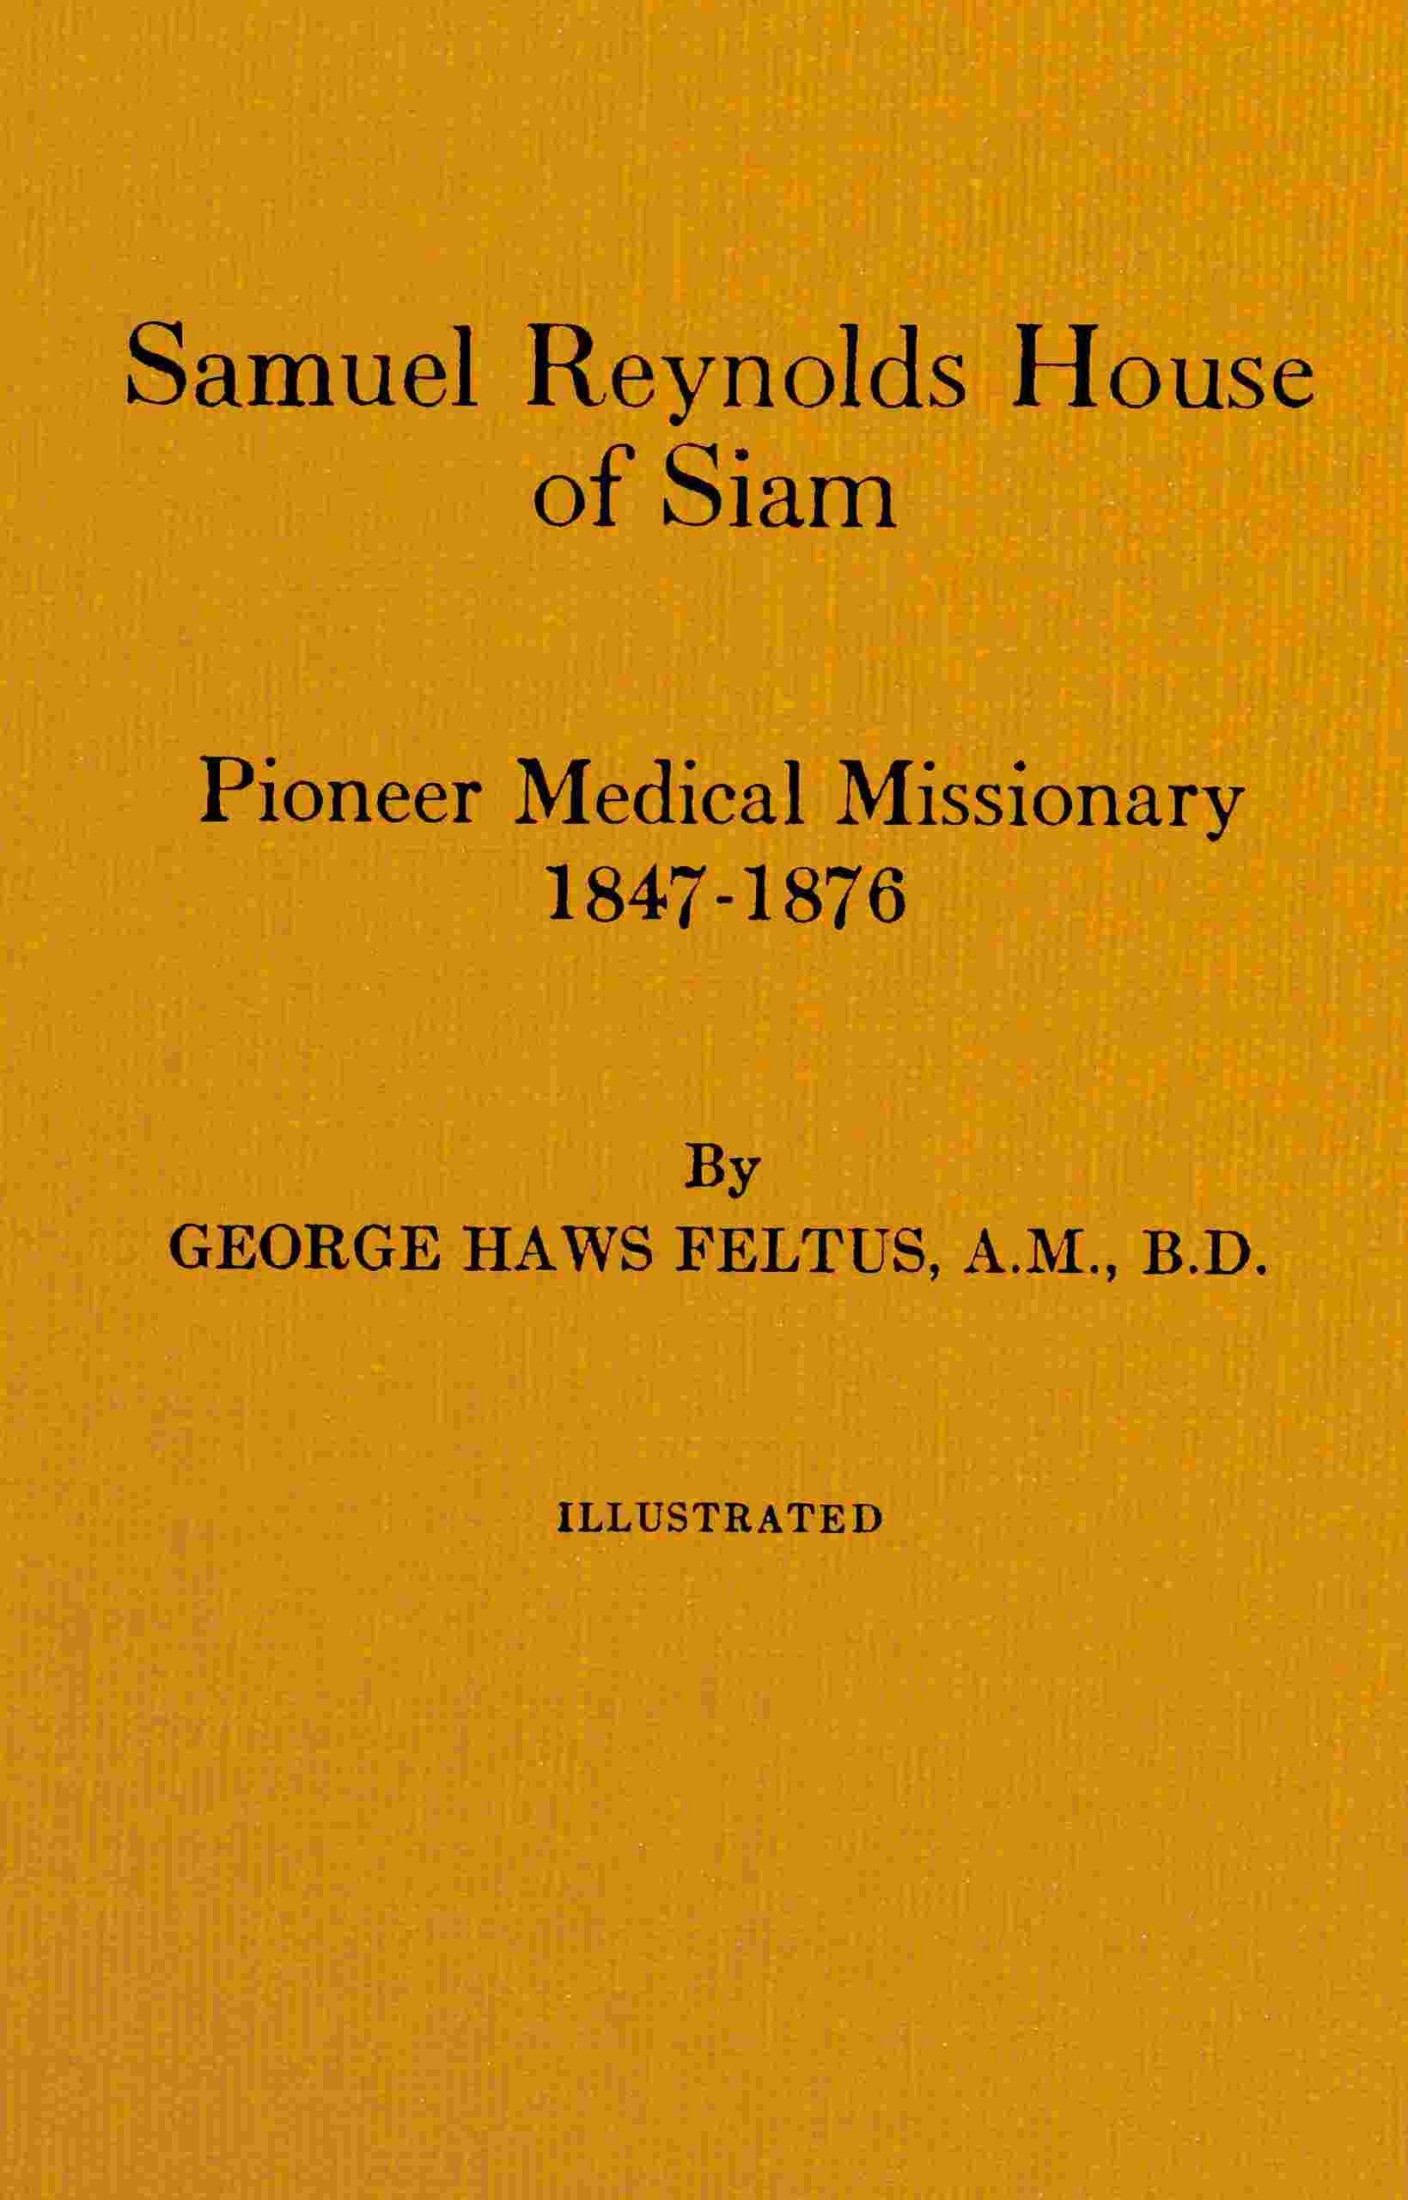 Samuel Reynolds House
of Siam
Pioneer Medical Missionary
1847-1876
By
GEORGE HAWS FELTUS, A.M., B.D.
ILLUSTRATED